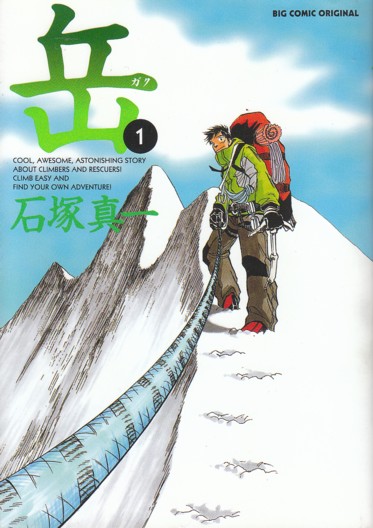 BIG COMIC ORIGINAL
岳
ガク
1
COOL, AWESOME, ASTONISHING STORY
ABOUT CLIMBERS AND RESCUERS!
CLIMB EASY AND
FIND YOUR OWN ADVENTURE!
石塚真一